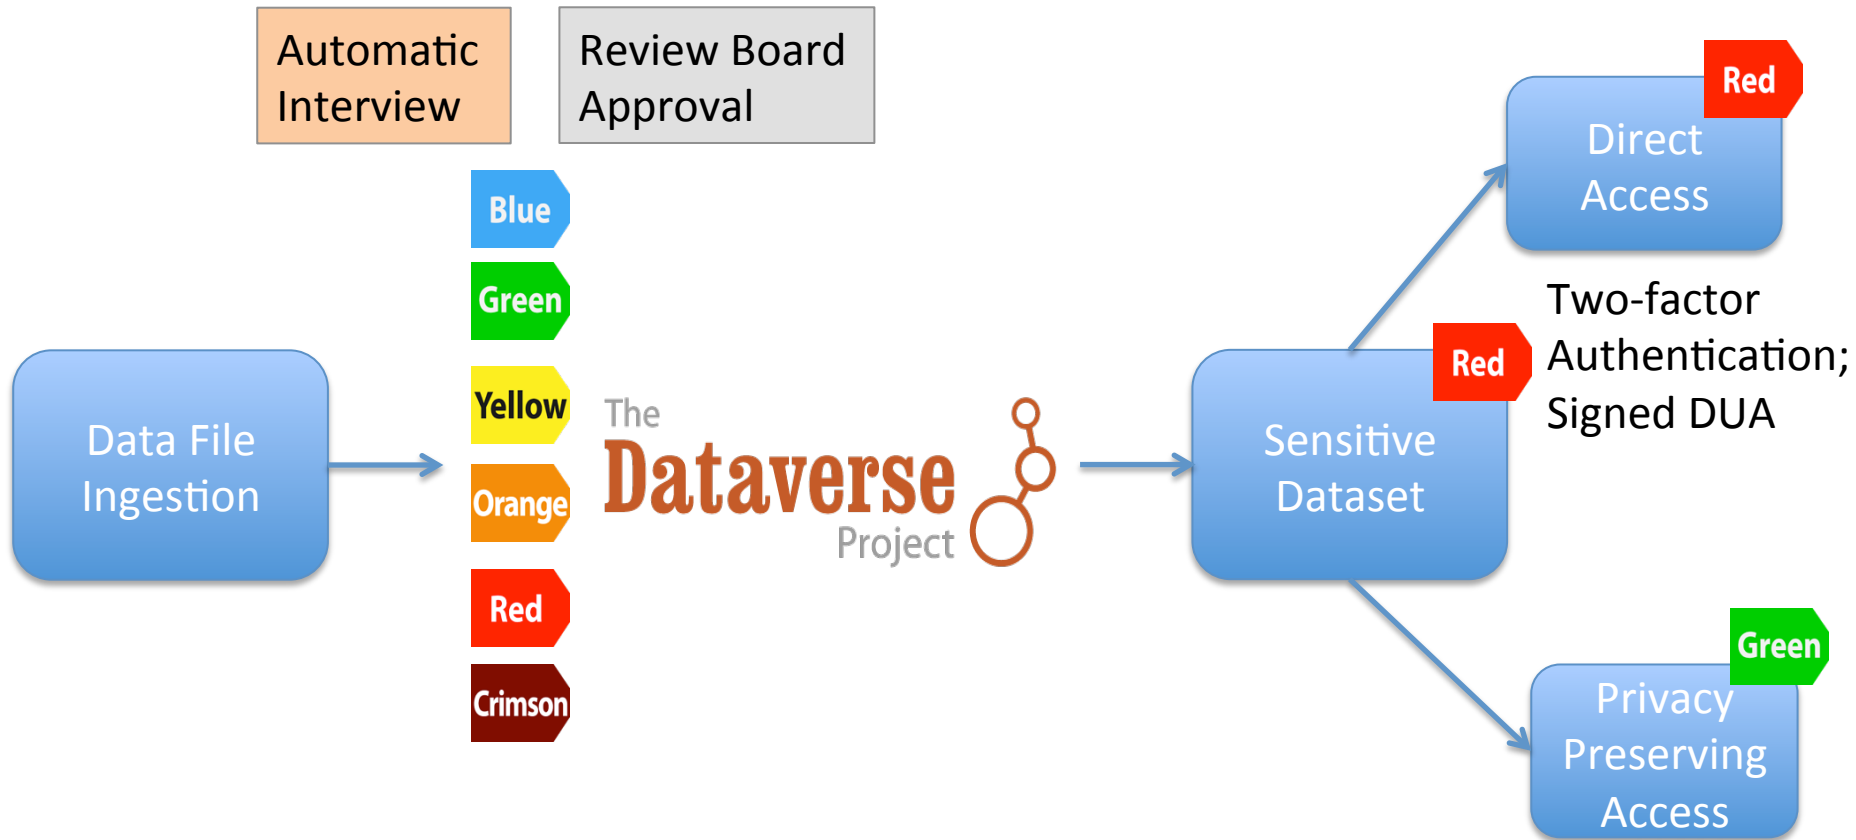 Automatic
Interview
Review Board
Approval
Blue
Green
Yellow
Orange
Red
Crimson
Data File
Ingestion
The
Dataverse
Project
Sensitive
Dataset
Red
Direct
Access
Red
Two-factor
Authentication;
Signed DUA
Green
Privacy
Preserving
Access